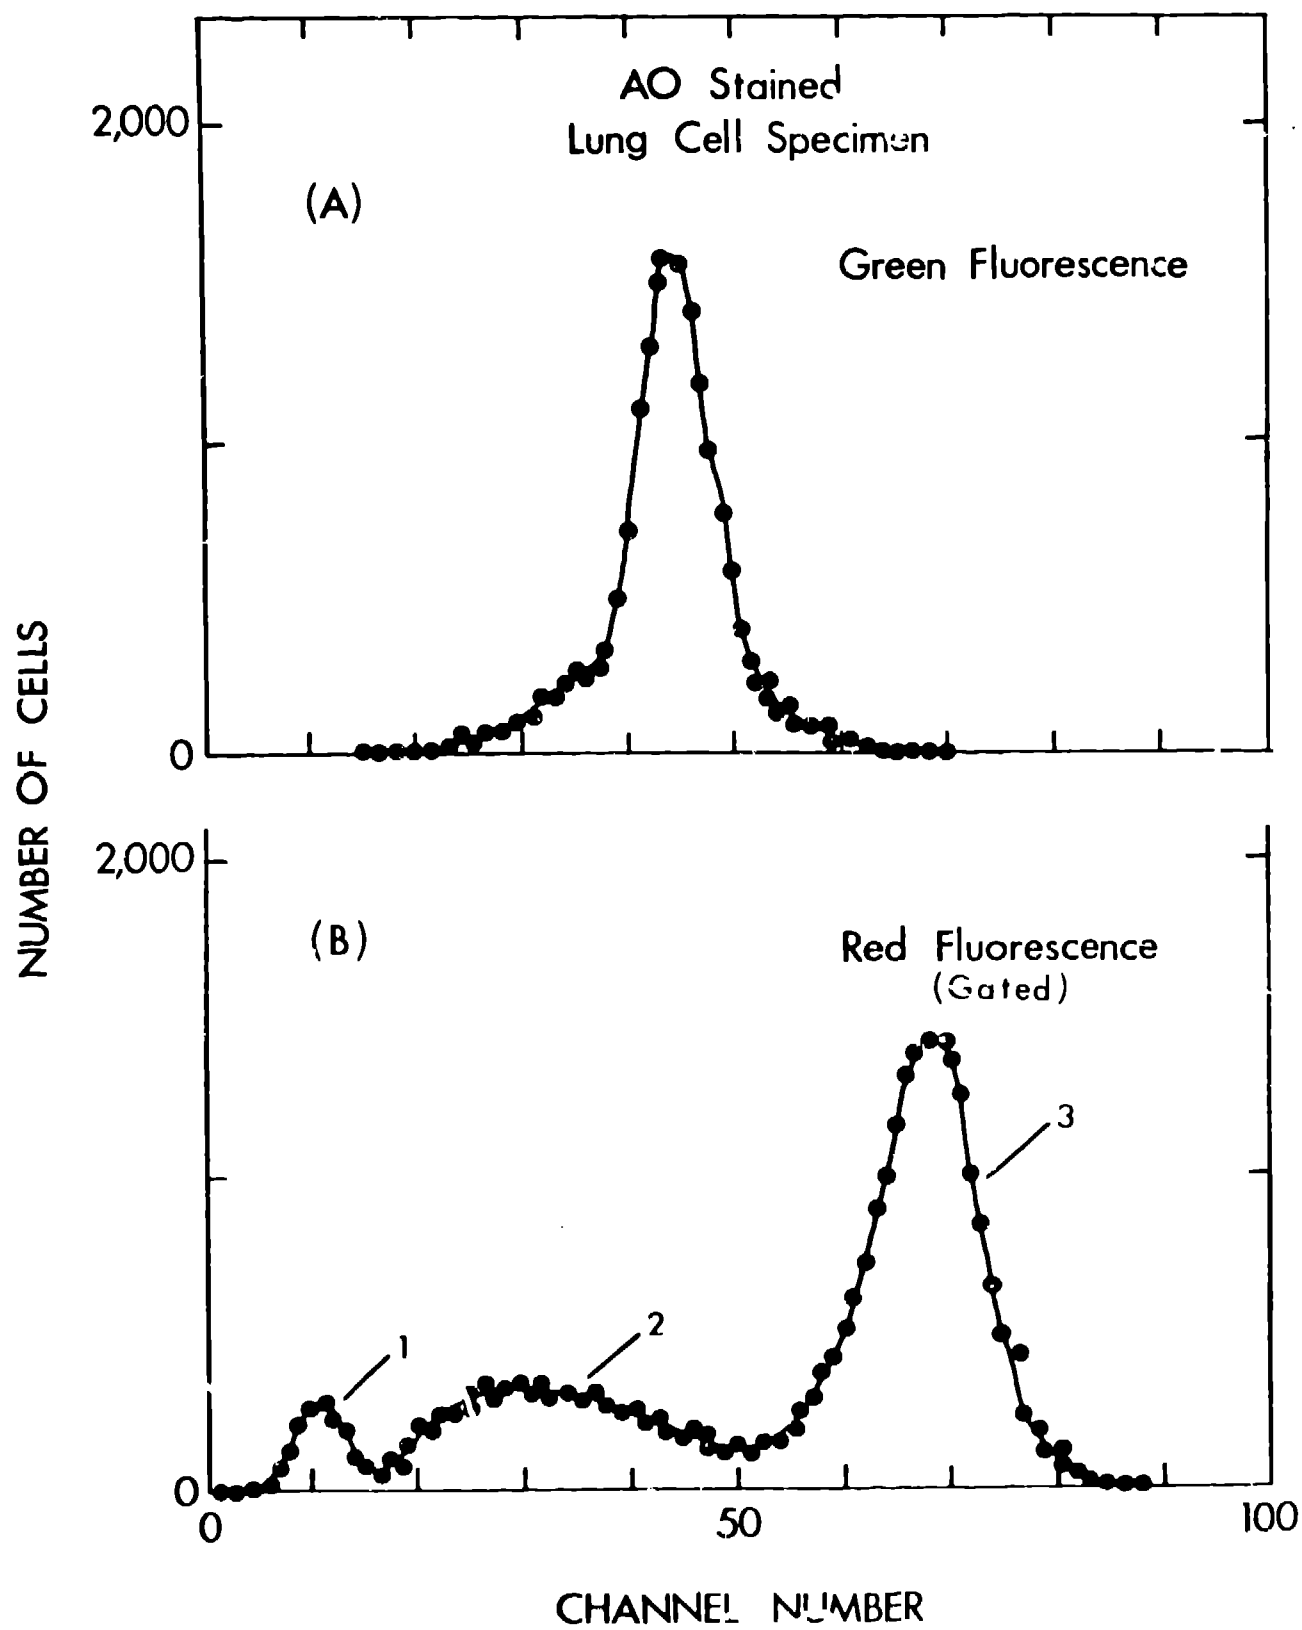 AO Stained
Lung Cell Specimen
2,000
(A)
Green Fluorescence
0
NUMBER OF CELLS
2,000
(B)
Red Fluorescence
(Gated)
3
2
1
0
0 50 100
CHANNEL NUMBER